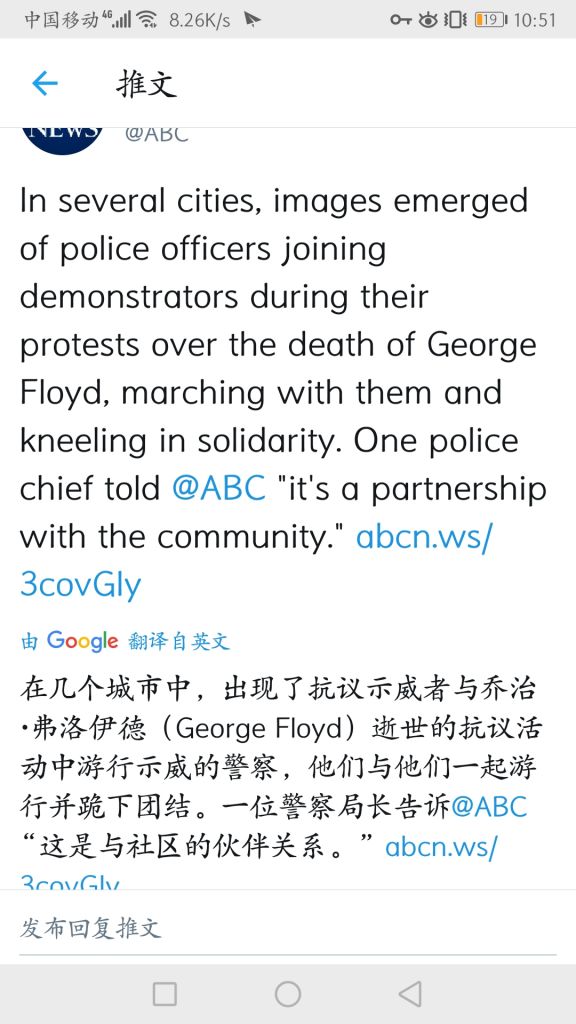 中国移动 4G 8.26K/s 19 10:51
推文
NEWS @ABC
In several cities, images emerged
of police officers joining
demonstrators during their
protests over the death of George
Floyd, marching with them and
kneeling in solidarity. One police
chief told @ABC "it's a partnership
with the community." abcn.ws/
3covGly
由 Google 翻译自英文
在几个城市中，出现了抗议示威者与乔治
·弗洛伊德（George Floyd）逝世的抗议活
动中游行示威的警察，他们与他们一起游
行并跪下团结。一位警察局长告诉@ABC
“这是与社区的伙伴关系。” abcn.ws/
3covGly
发布回复推文